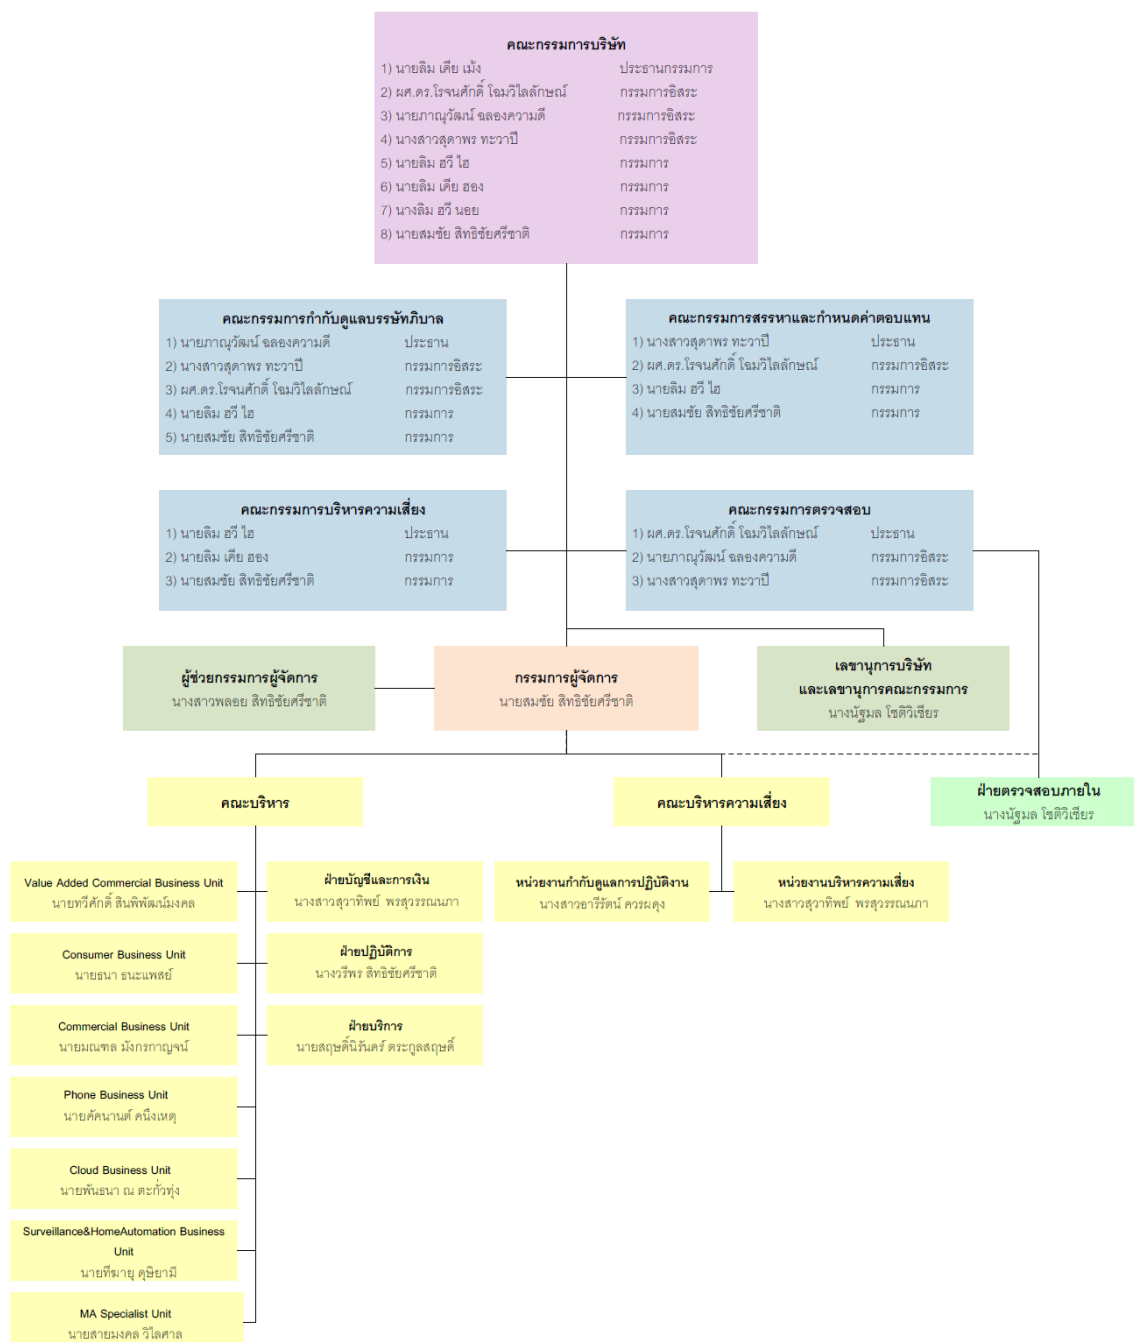 คณะกรรมการบริษัท
1) นายลิม เคีย เม้ง ประธานกรรมการ
2) ผศ.ดร.โรจนศักดิ์ โฉมวิไลลักษณ์ กรรมการอิสระ
3) นายภาณุวัฒน์ ฉลองความดี กรรมการอิสระ
4) นางสาวสุดาพร ทะวาปี กรรมการอิสระ
5) นายลิม ฮวี ไฮ กรรมการ
6) นายลิม เคีย ฮอง กรรมการ
7) นางลิม ฮวี นอย กรรมการ
8) นายสมชัย สิทธิชัยศรีชาติ กรรมการ
คณะกรรมการกำกับดูแลบรรษัทภิบาล
1) นายภาณุวัฒน์ ฉลองความดี ประธาน
2) นางสาวสุดาพร ทะวาปี กรรมการอิสระ
3) ผศ.ดร.โรจนศักดิ์ โฉมวิไลลักษณ์ กรรมการอิสระ
4) นายลิม ฮวี ไฮ กรรมการ
5) นายสมชัย สิทธิชัยศรีชาติ กรรมการ
คณะกรรมการสรรหาและกำหนดค่าตอบแทน
1) นางสาวสุดาพร ทะวาปี ประธาน
2) ผศ.ดร.โรจนศักดิ์ โฉมวิไลลักษณ์ กรรมการอิสระ
3) นายลิม ฮวี ไฮ กรรมการ
4) นายสมชัย สิทธิชัยศรีชาติ กรรมการ
คณะกรรมการบริหารความเสี่ยง
1) นายลิม ฮวี ไฮ ประธาน
2) นายลิม เคีย ฮอง กรรมการ
3) นายสมชัย สิทธิชัยศรีชาติ กรรมการ
คณะกรรมการตรวจสอบ
1) ผศ.ดร.โรจนศักดิ์ โฉมวิไลลักษณ์ ประธาน
2) นายภาณุวัฒน์ ฉลองความดี กรรมการอิสระ
3) นางสาวสุดาพร ทะวาปี กรรมการอิสระ
ผู้ช่วยกรรมการผู้จัดการ
นางสาวพลอย สิทธิชัยศรีชาติ
กรรมการผู้จัดการ
นายสมชัย สิทธิชัยศรีชาติ
เลขานุการบริษัท
และเลขานุการคณะกรรมการ
นางนัฐมล โชติวิเชียร
คณะบริหาร
คณะบริหารความเสี่ยง
ฝ่ายตรวจสอบภายใน
นางนัฐมล โชติวิเชียร
Value Added Commercial Business Unit
นายทวีศักดิ์ สินพิพัฒน์มงคล
ฝ่ายบัญชีและการเงิน
นางสาวสุวาทิพย์ พรสุวรรณนภา
หน่วยงานกำกับดูแลการปฏิบัติงาน
นางสาวอารีรัตน์ ควรผดุง
หน่วยงานบริหารความเสี่ยง
นางสาวสุวาทิพย์ พรสุวรรณนภา
Consumer Business Unit
นายธนา ธนะแพสย์
ฝ่ายปฏิบัติการ
นางวรีพร สิทธิชัยศรีชาติ
Commercial Business Unit
นายมณฑล มังกรกาญจน์
ฝ่ายบริการ
นายสฤษดิ์นิรันดร์ ตระกูลสฤษดิ์
Phone Business Unit
นายคัคนานต์ คนึงเหตุ
Cloud Business Unit
นายพันธนา ณ ตะกั่วทุ่ง
Surveillance&HomeAutomation Business
Unit
นายทีฆายุ ดุษิยามี
MA Specialist Unit
นายสายมงคล วิไลศาล